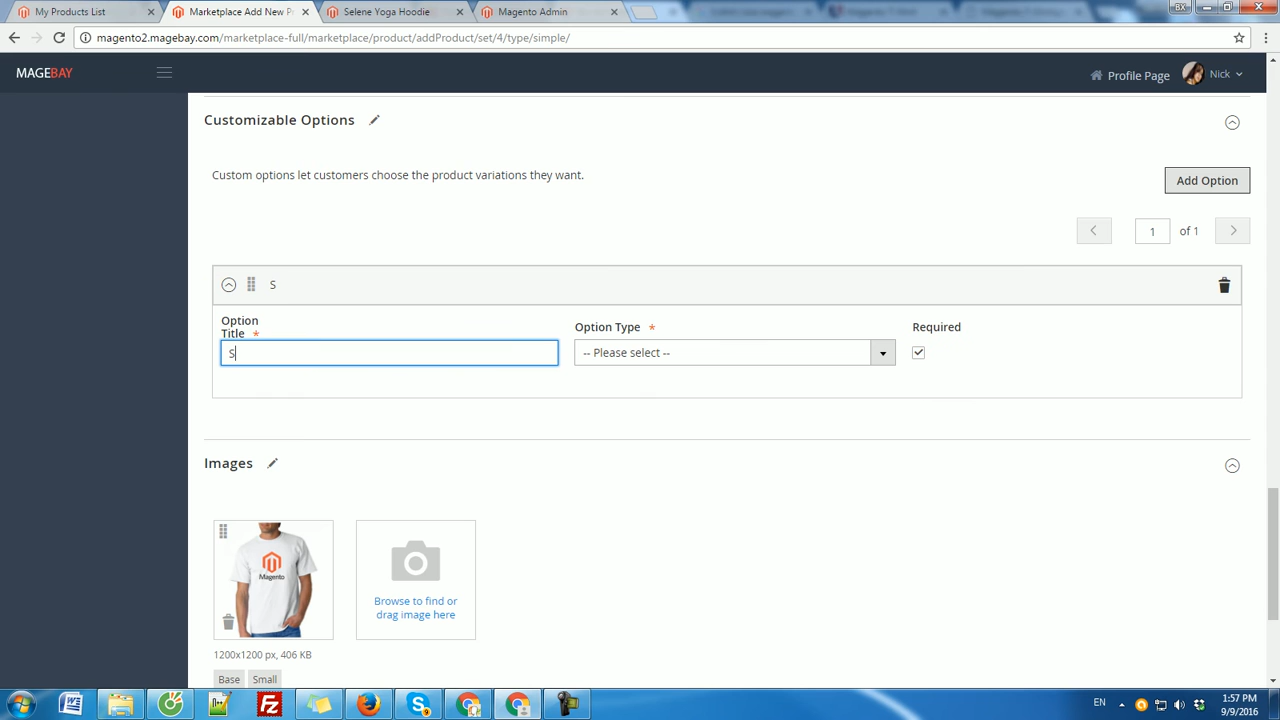 My Products List
Marketplace Add New P
Selene Yoga Hoodie
Magento Admin
BX
magento2.magebay.com/marketplace-full/marketplace/product/addProduct/set/4/type/simple/
MAGEBAY
Profile Page
Nick
Customizable Options
Custom options let customers choose the product variations they want.
Add Option
1
of 1
S
Option
Title *
Option Type *
Required
S
-- Please select --
Images
Magento
Browse to find or
drag image here
1200x1200 px, 406 KB
Base
Small
EN
1:57 PM
9/9/2016